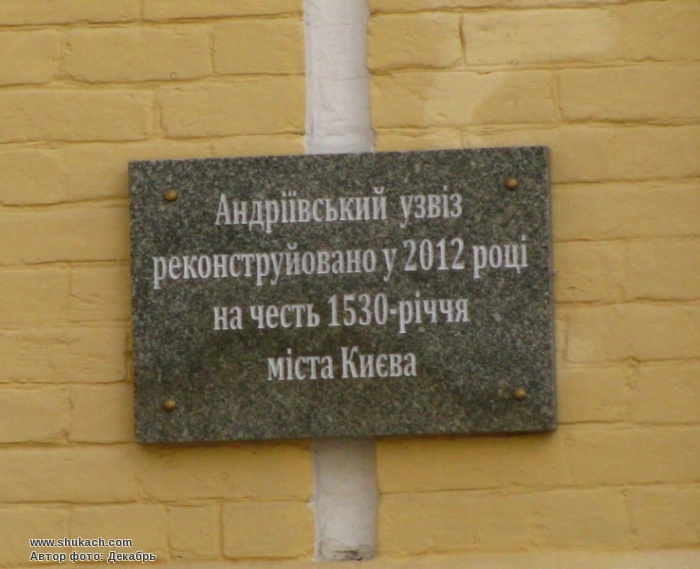 Андріївський узвіз
реконструйовано у 2012 році
на честь 1530-річчя
міста Києва
www.shukach.com
Автор фото: Декабрь